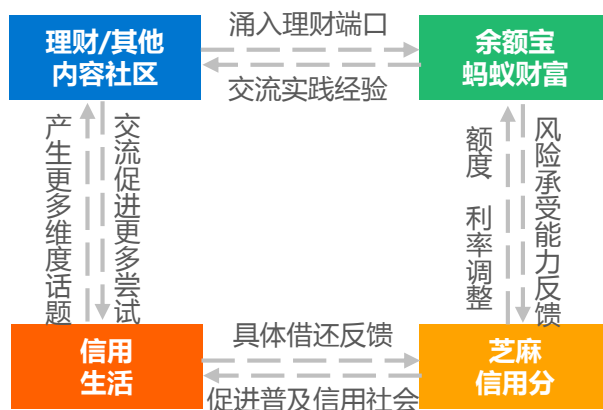 理财/其他
内容社区
涌入理财端口
交流实践经验
余额宝
蚂蚁财富
产生更多维度话题
交流促进更多尝试
额度 利率调整
风险承受能力反馈
信用
生活
具体借还反馈
促进普及信用社会
芝麻
信用分